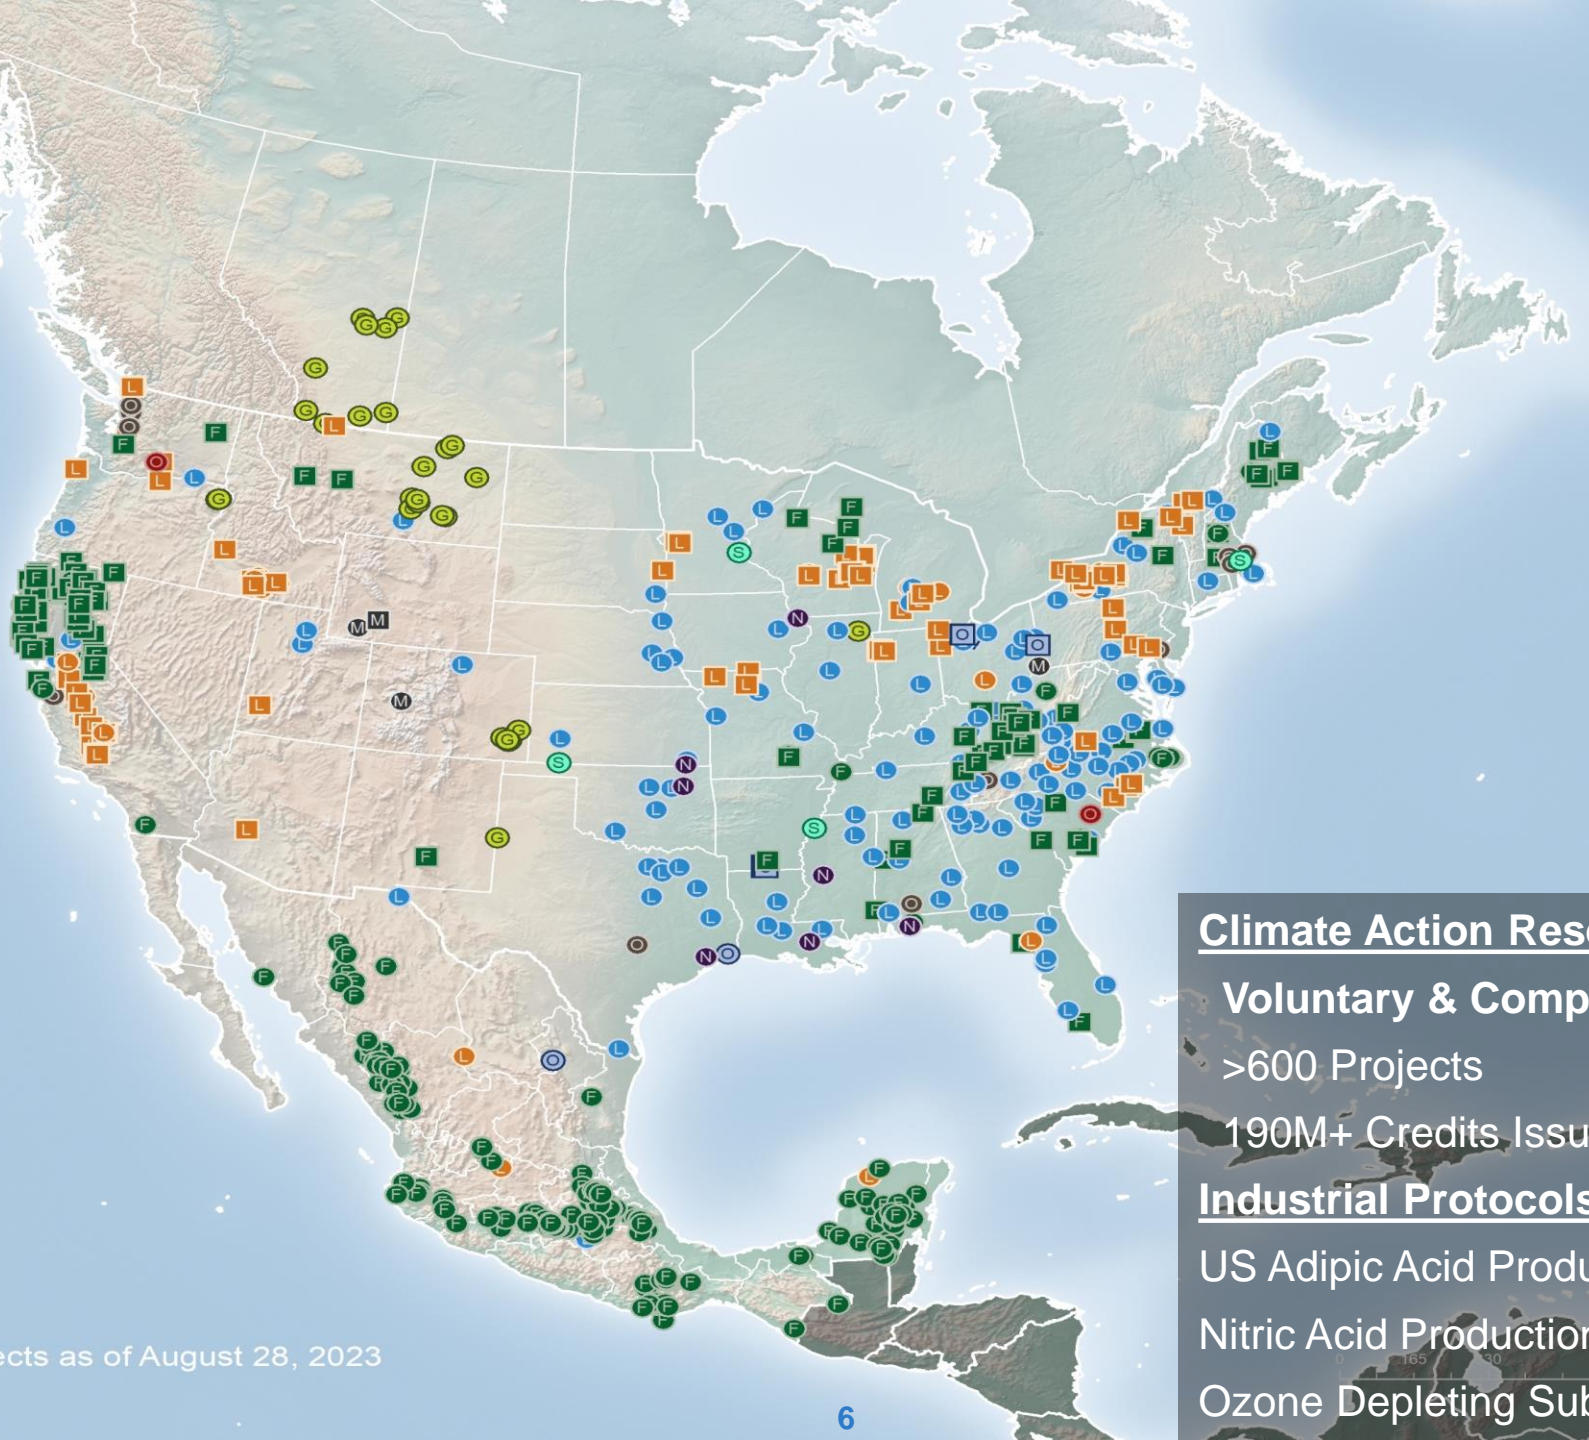 Climate Action Rese
Voluntary & Comp
>600 Projects
190M+ Credits Issu
Industrial Protocols
US Adipic Acid Produ
Nitric Acid Production
Ozone Depleting Sub
ects as of August 28, 2023
6